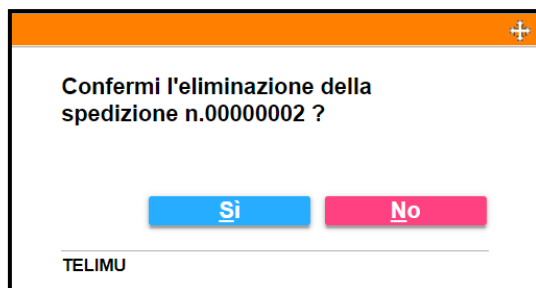 Confermi l'eliminazione della
spedizione n.00000002 ?
Sì
No
TELIMU